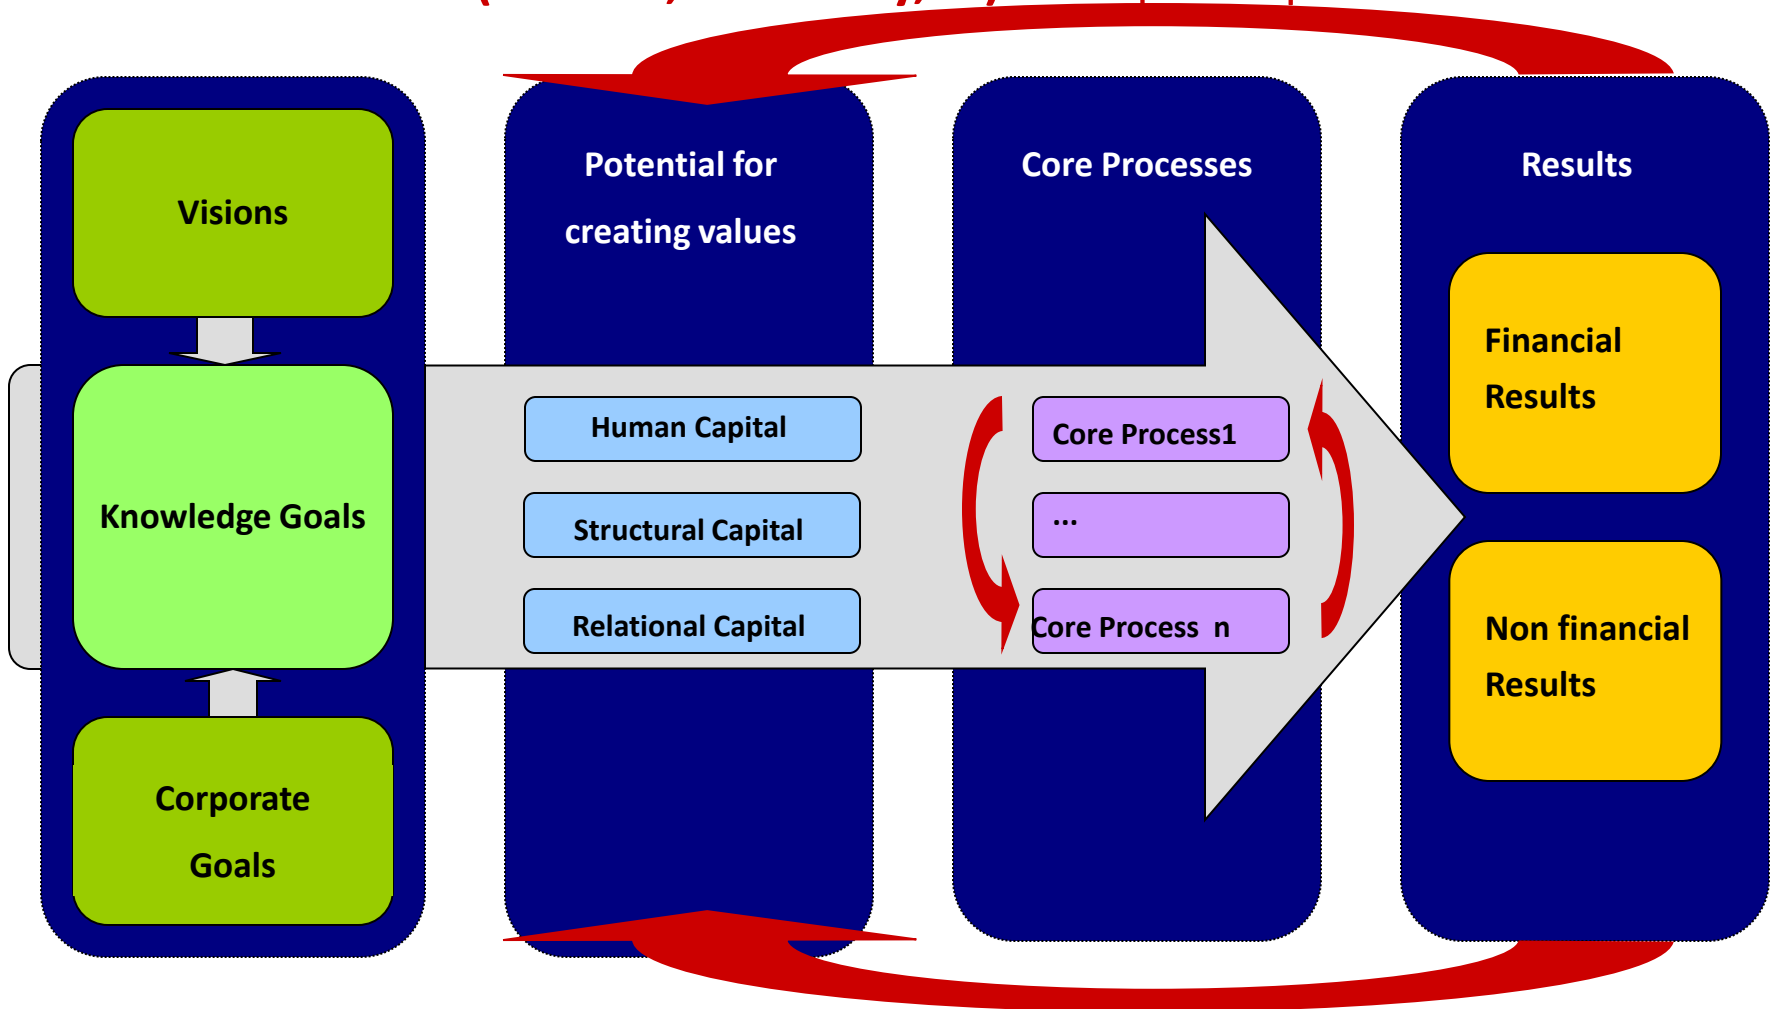 Visions
Knowledge Goals
Corporate
Goals
Potential for
creating values
Human Capital
Structural Capital
Relational Capital
Core Processes
Core Process1
...
Core Process n
Results
Financial
Results
Non financial
Results